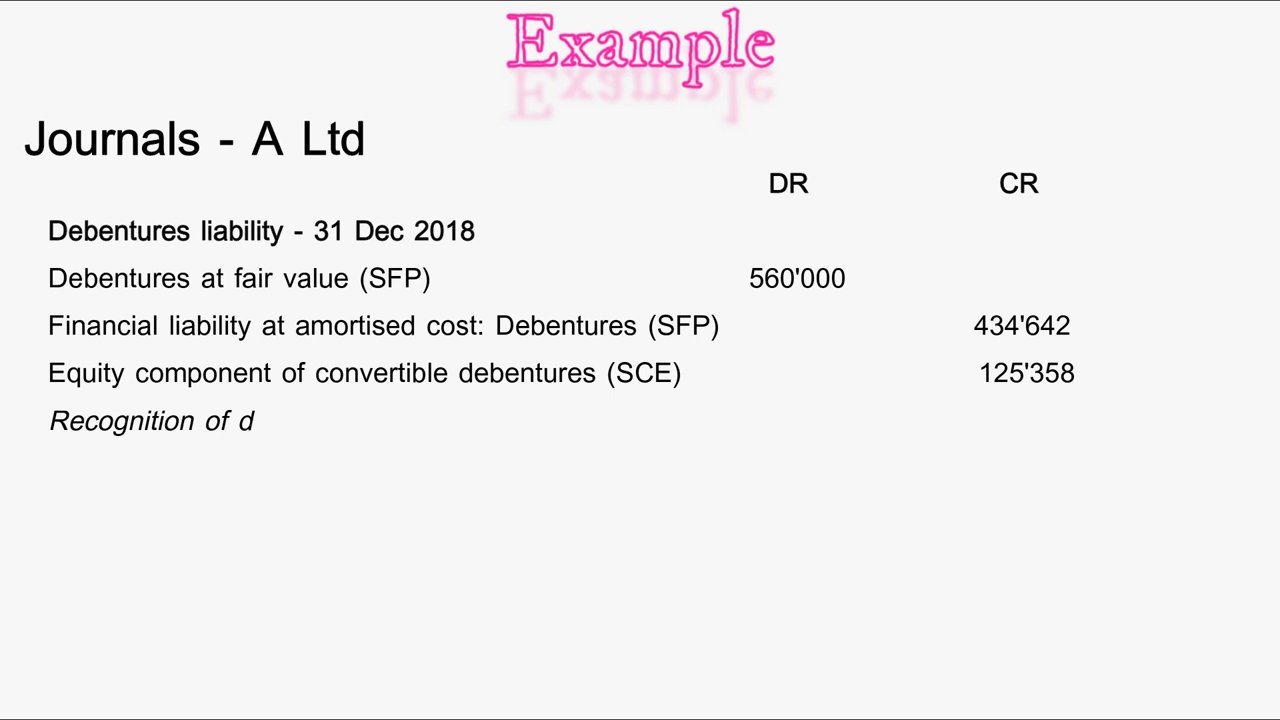 Example
Journals - A Ltd
DR CR
Debentures liability - 31 Dec 2018
Debentures at fair value (SFP) 560'000
Financial liability at amortised cost: Debentures (SFP) 434'642
Equity component of convertible debentures (SCE) 125'358
Recognition of d